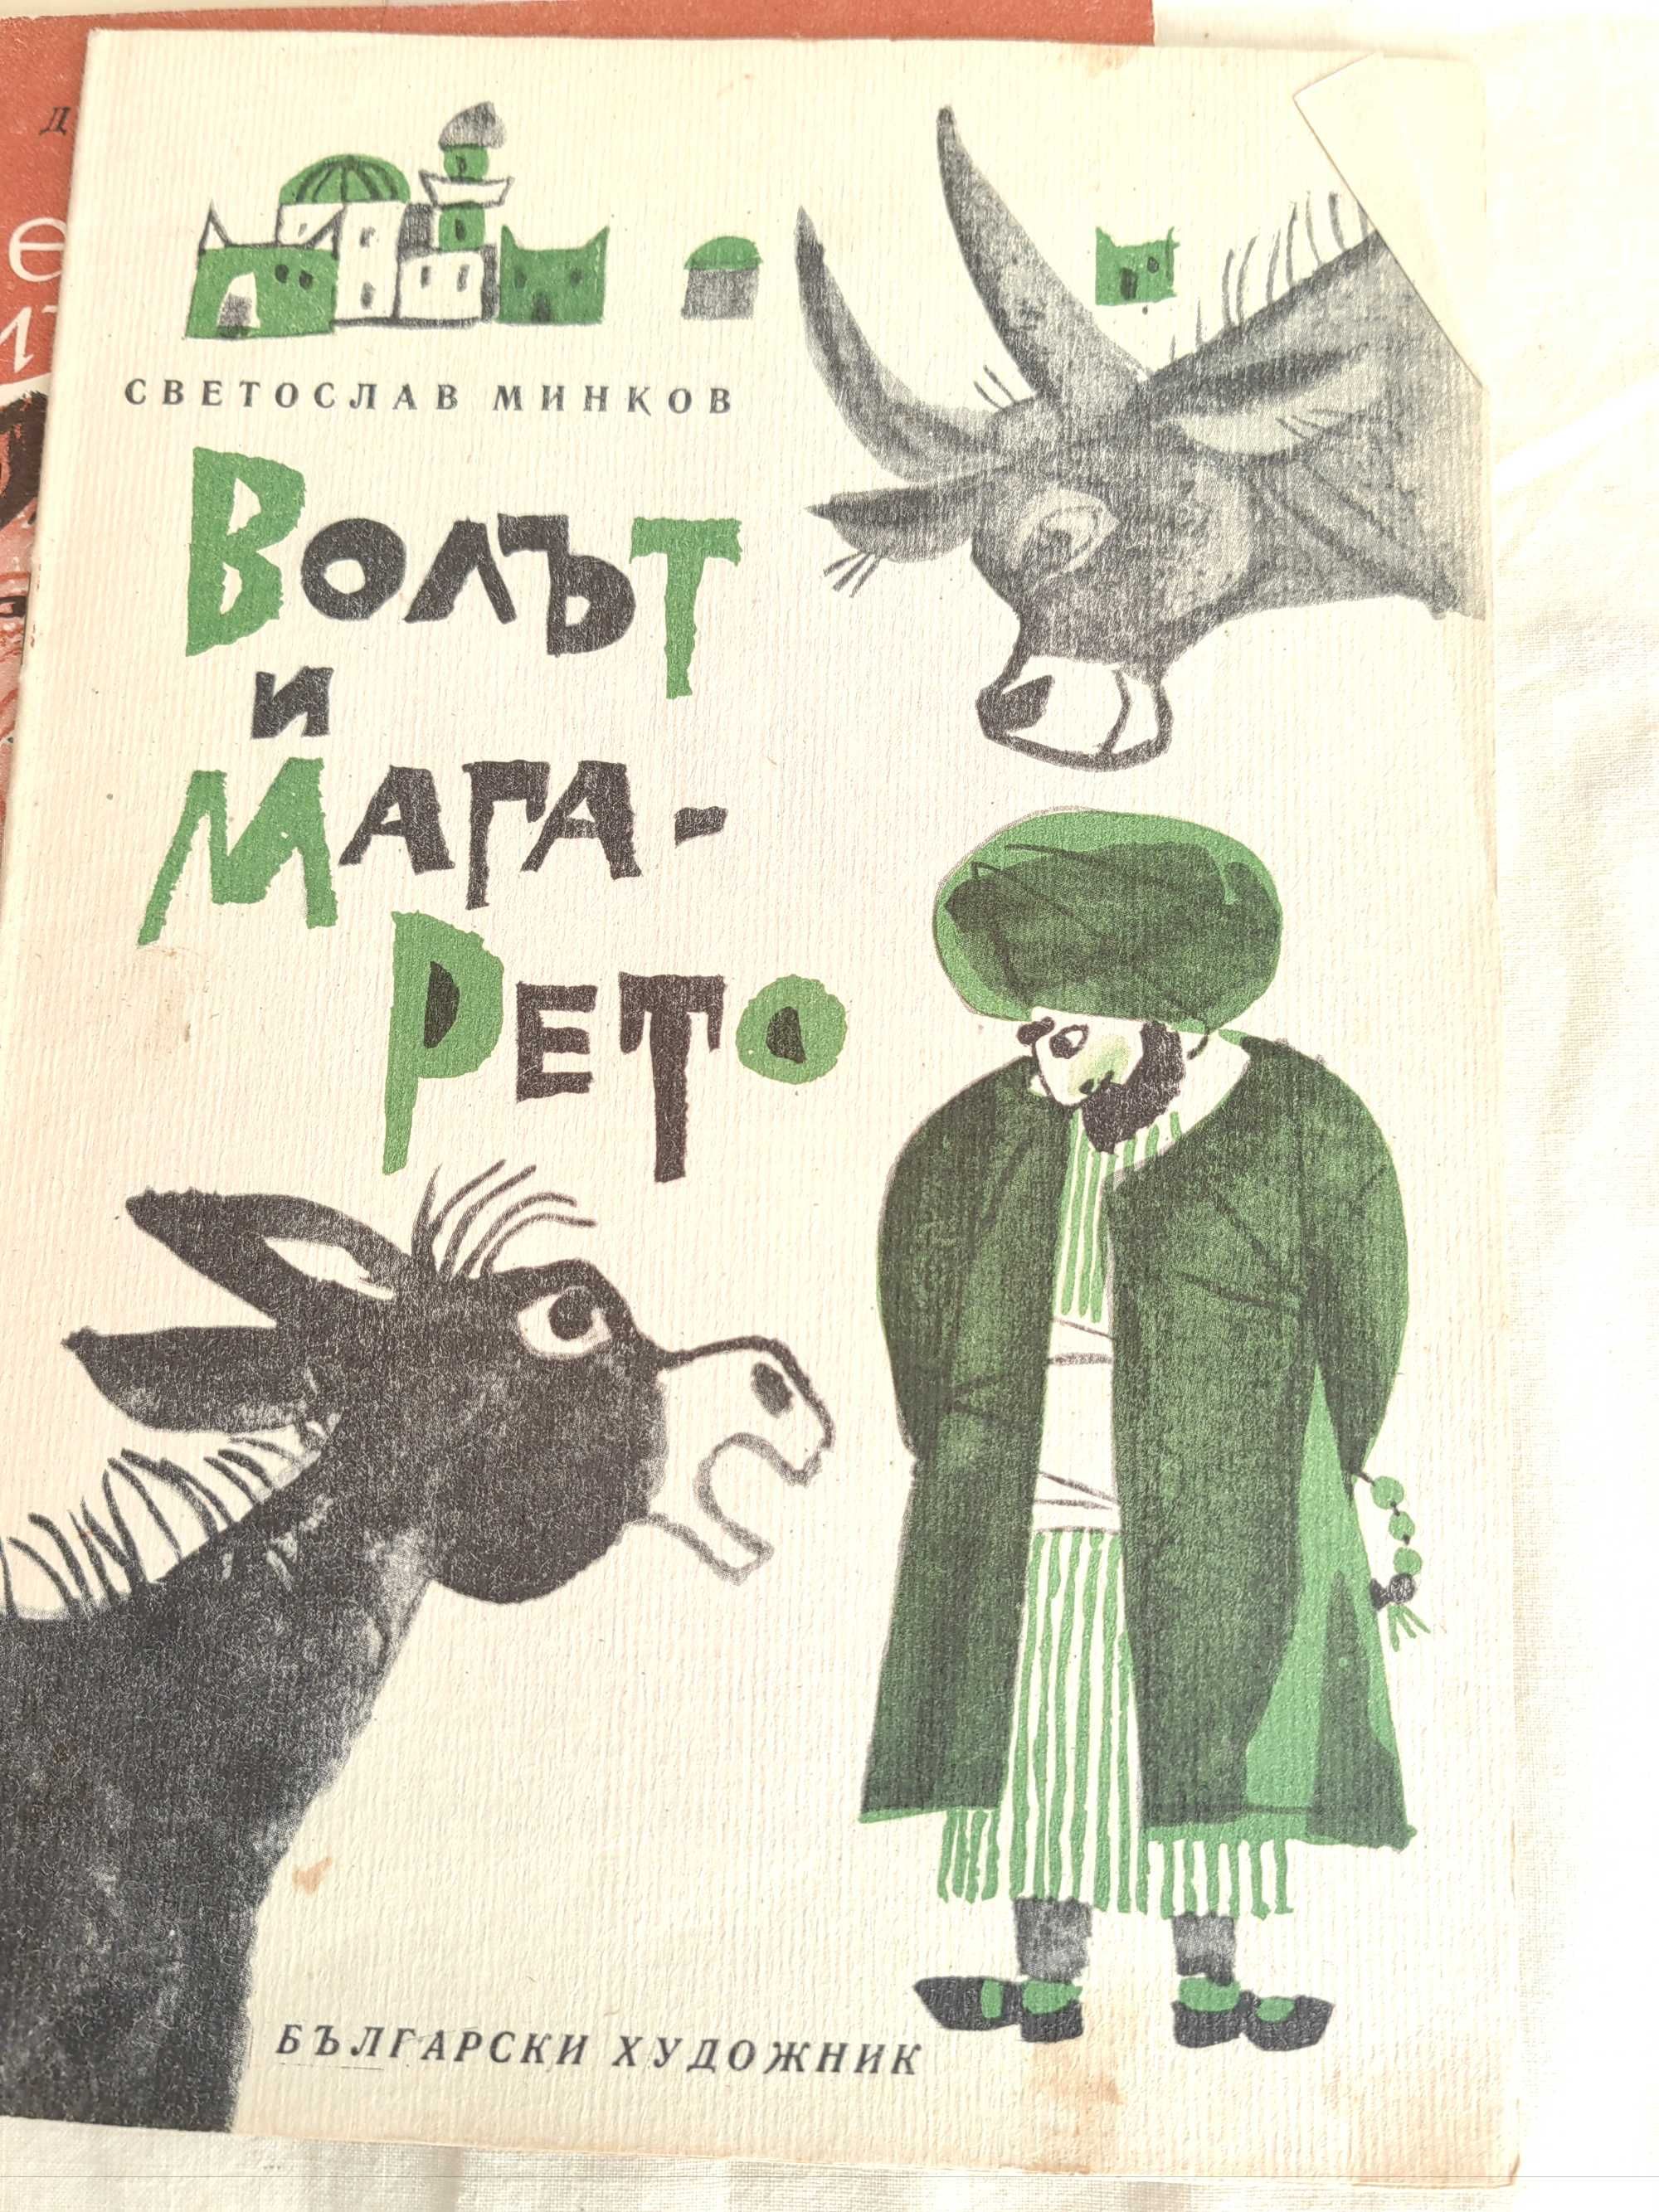 СВЕТОСЛАВ МИНКОВ
ВОЛЪТ
И
МАГА-
РЕТО
БЪЛГАРСКИ ХУДОЖНИК